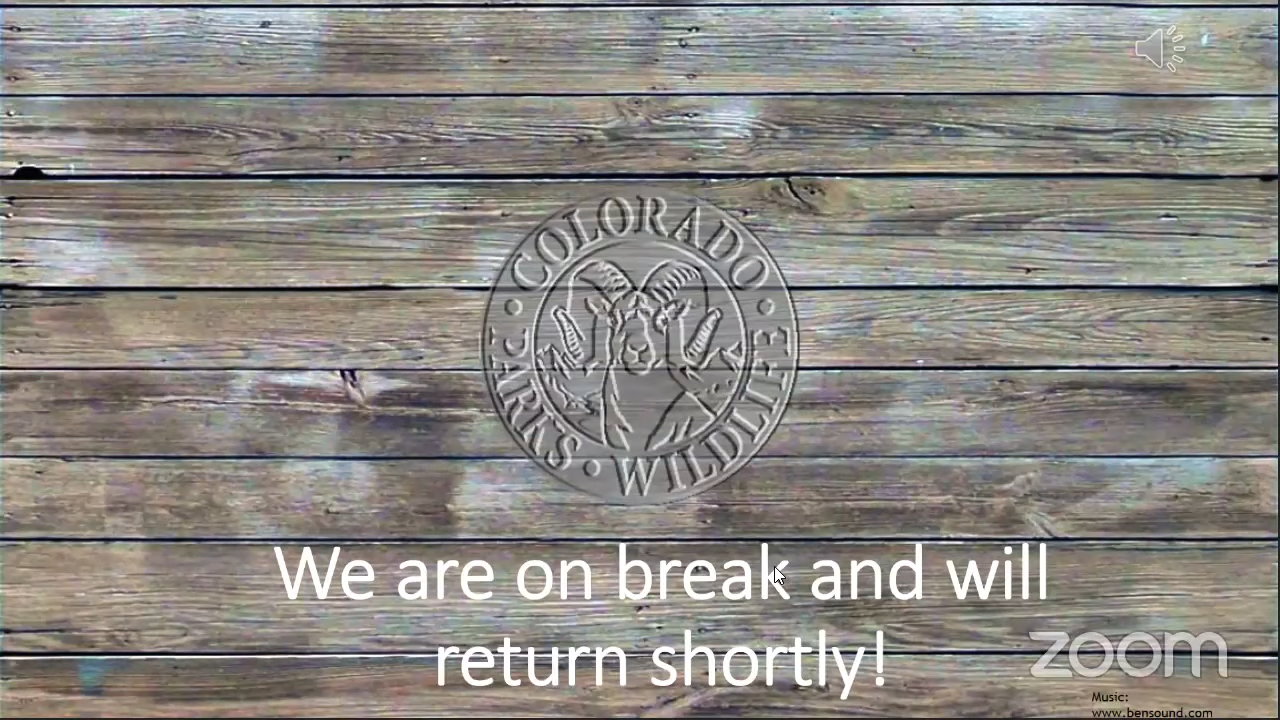 COLORADO
PARKS • WILDLIFE
We are on break and will
return shortly!
zoom
Music:
www.bensound.com